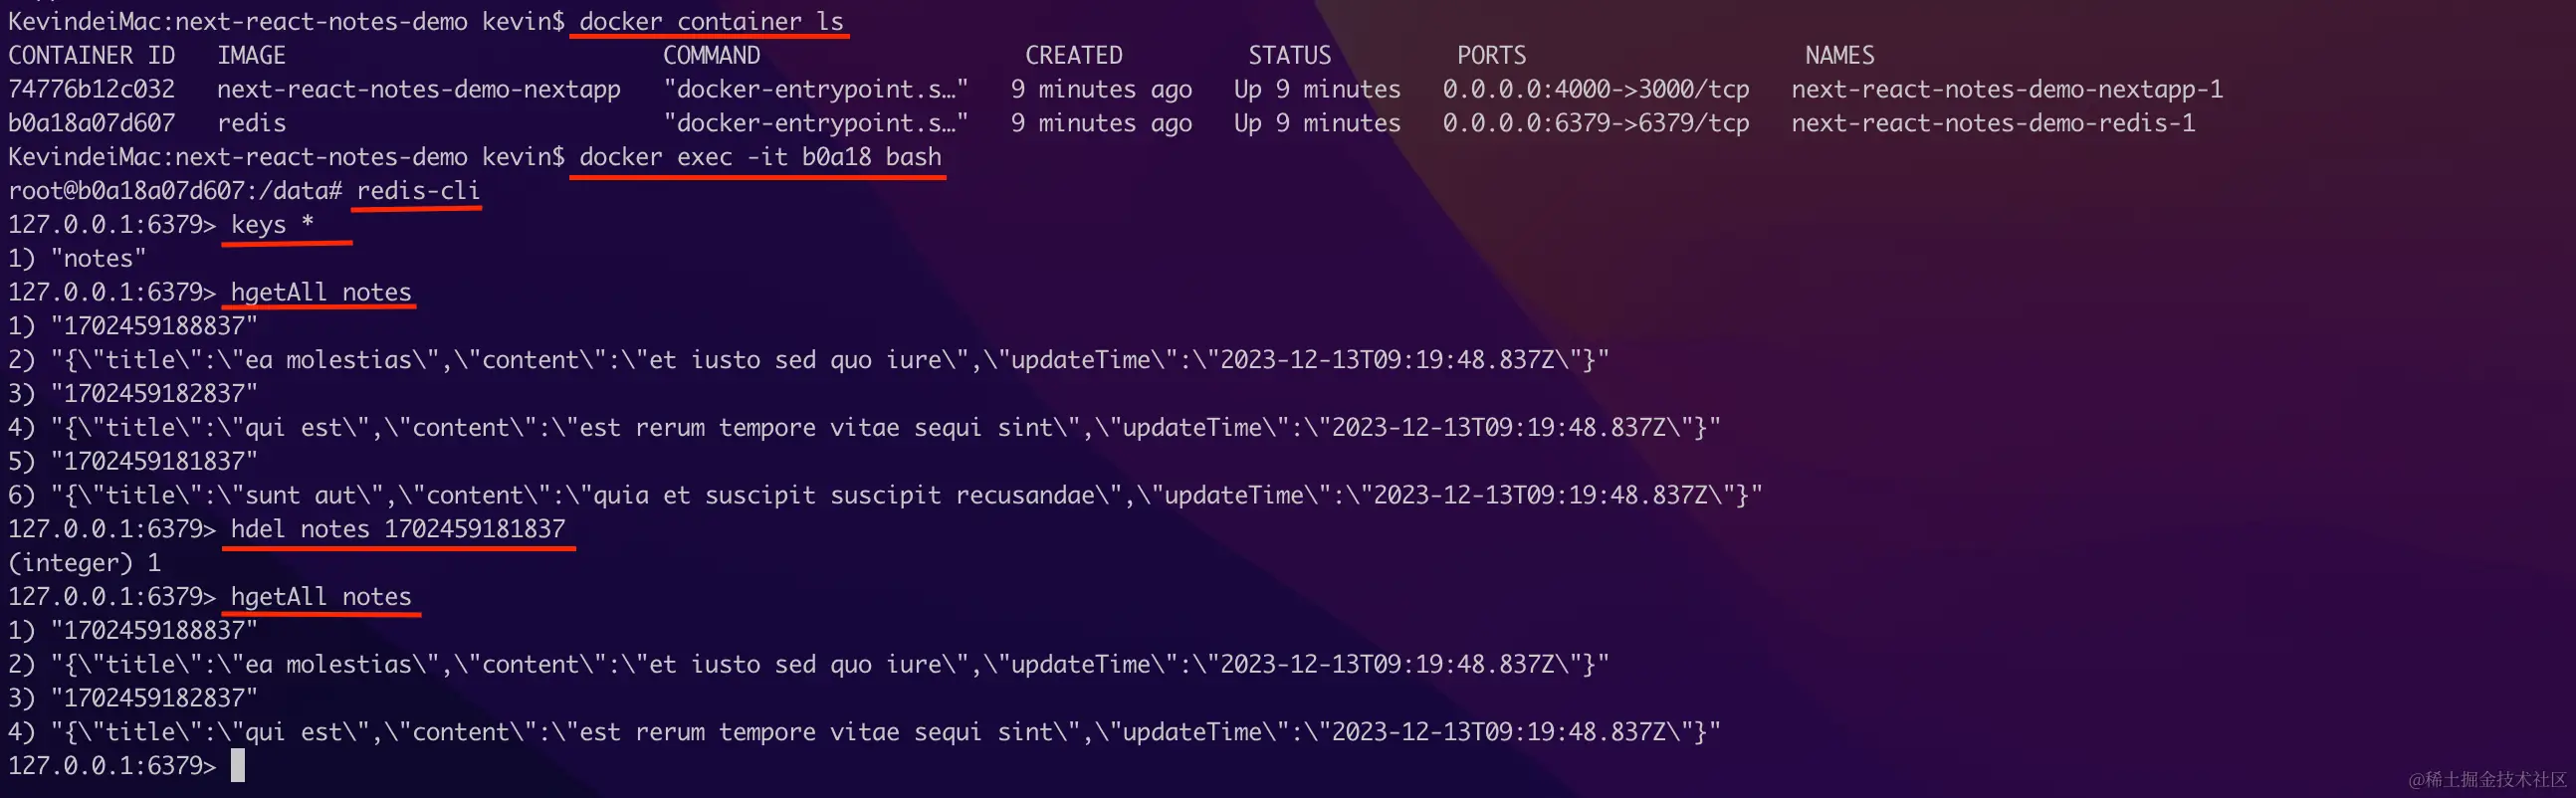 KevindeiMac:next-react-notes-demo kevin$ docker container ls
CONTAINER ID   IMAGE                           COMMAND                   CREATED         STATUS         PORTS                    NAMES
74776b12c032   next-react-notes-demo-nextapp   "docker-entrypoint.s…"   9 minutes ago   Up 9 minutes   0.0.0.0:4000->3000/tcp   next-react-notes-demo-nextapp-1
b0a18a07d607   redis                           "docker-entrypoint.s…"   9 minutes ago   Up 9 minutes   0.0.0.0:6379->6379/tcp   next-react-notes-demo-redis-1
KevindeiMac:next-react-notes-demo kevin$ docker exec -it b0a18 bash
root@b0a18a07d607:/data# redis-cli
127.0.0.1:6379> keys *
1) "notes"
127.0.0.1:6379> hgetAll notes
1) "1702459188837"
2) "{\"title\":\"ea molestias\",\"content\":\"et iusto sed quo iure\",\"updateTime\":\"2023-12-13T09:19:48.837Z\"}"
3) "1702459182837"
4) "{\"title\":\"qui est\",\"content\":\"est rerum tempore vitae sequi sint\",\"updateTime\":\"2023-12-13T09:19:48.837Z\"}"
5) "1702459181837"
6) "{\"title\":\"sunt aut\",\"content\":\"quia et suscipit suscipit recusandae\",\"updateTime\":\"2023-12-13T09:19:48.837Z\"}"
127.0.0.1:6379> hdel notes 1702459181837
(integer) 1
127.0.0.1:6379> hgetAll notes
1) "1702459188837"
2) "{\"title\":\"ea molestias\",\"content\":\"et iusto sed quo iure\",\"updateTime\":\"2023-12-13T09:19:48.837Z\"}"
3) "1702459182837"
4) "{\"title\":\"qui est\",\"content\":\"est rerum tempore vitae sequi sint\",\"updateTime\":\"2023-12-13T09:19:48.837Z\"}"
127.0.0.1:6379>
@稀土掘金技术社区